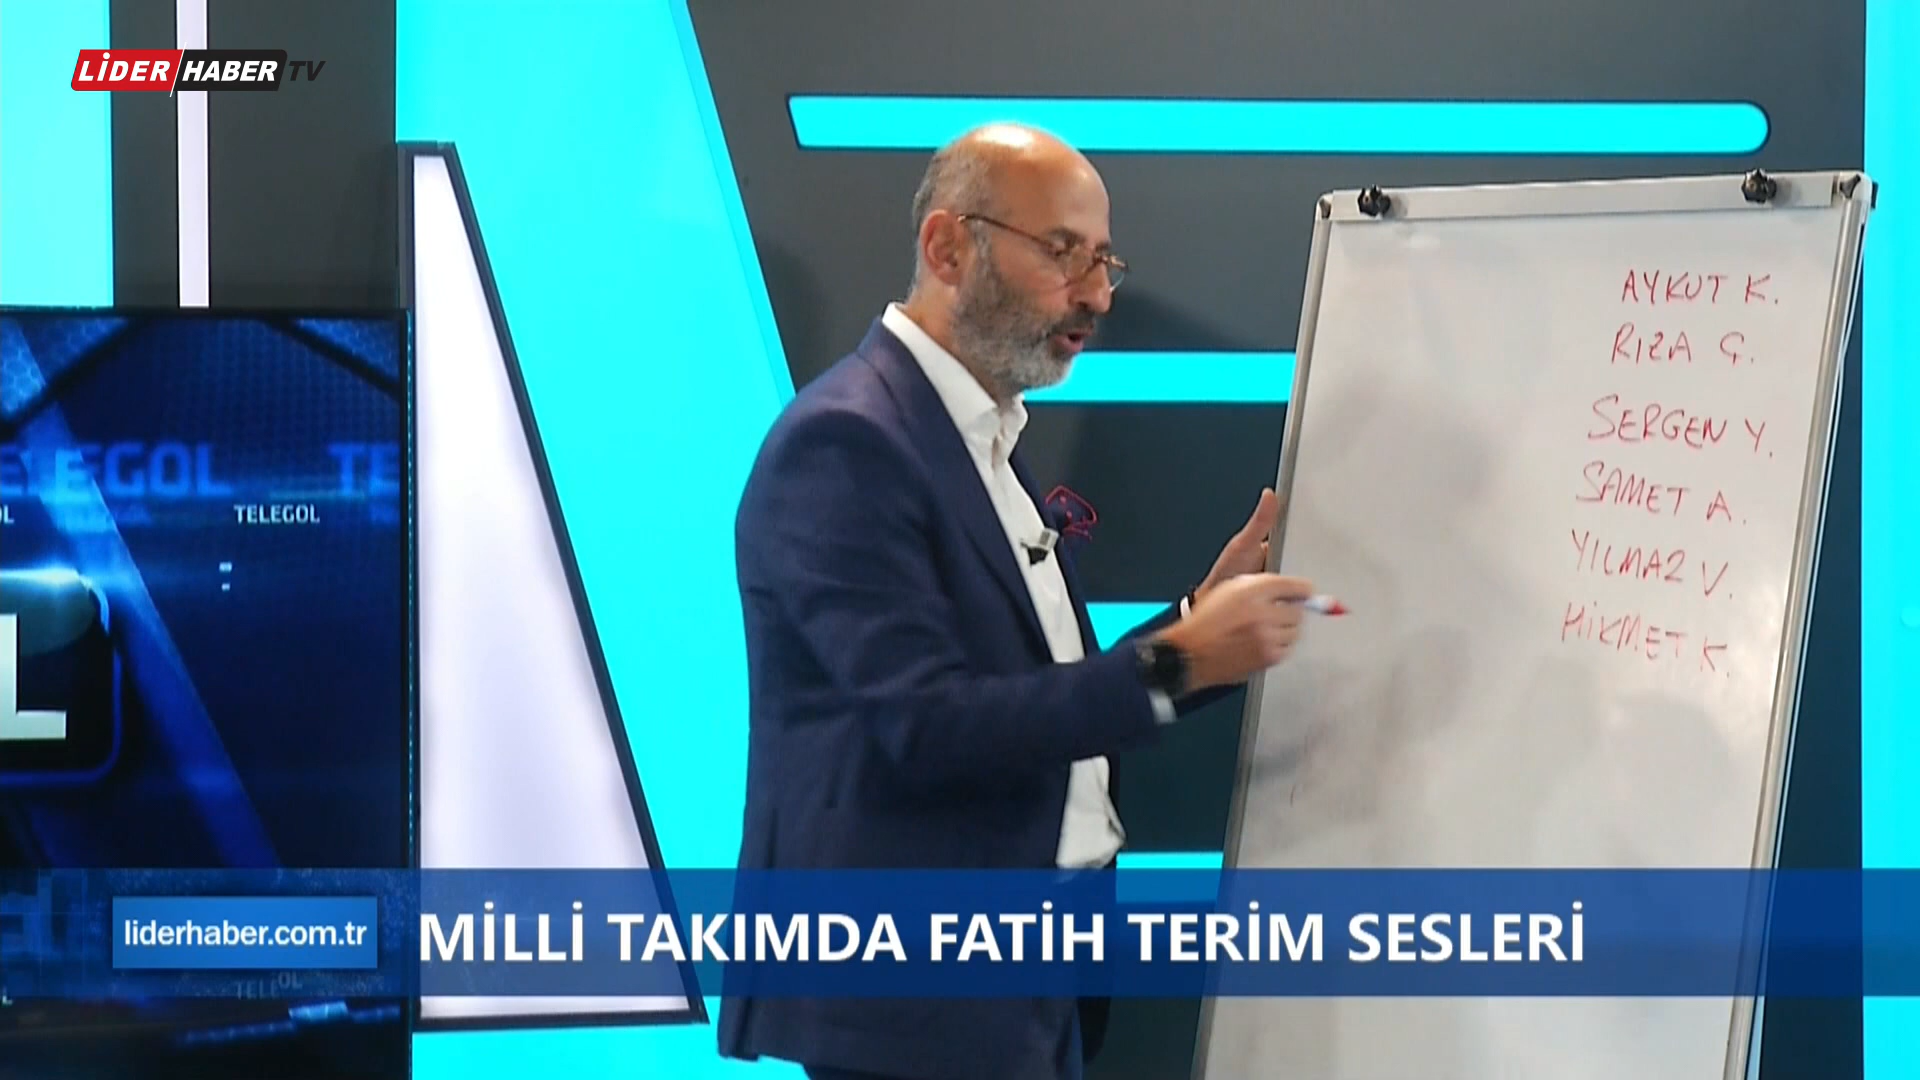 LİDER HABER TV
AYKUT K.
RIZA Ç.
SERGEN Y.
SAMET A.
YILMAZ V.
HİKMET K.
TELEGOL
TELEGOL
liderhaber.com.tr
MİLLİ TAKIMDA FATİH TERİM SESLERİ